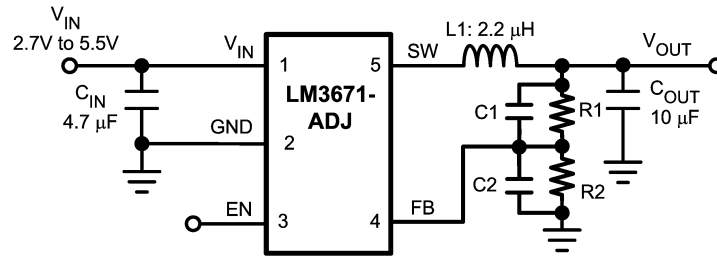 VIN
2.7V to 5.5V
VIN
1
CIN
4.7 µF
GND
2
EN
3
LM3671-
ADJ
5
SW
4
FB
L1: 2.2 µH
VOUT
C1
R1
COUT
10 µF
C2
R2